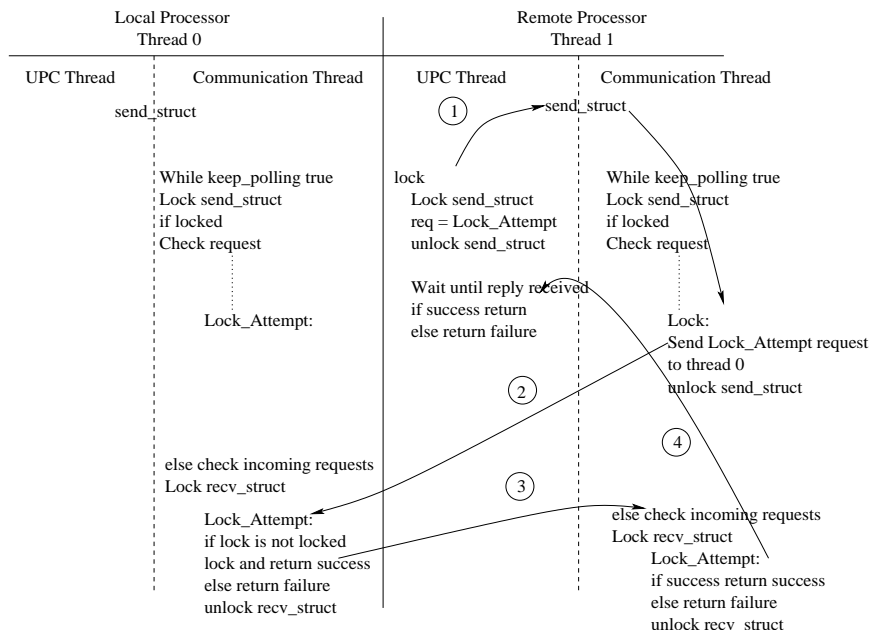 Local Processor
Thread 0
Remote Processor
Thread 1
UPC Thread
Communication Thread
UPC Thread
Communication Thread
send_struct
1
send_struct
While keep_polling true
Lock send_struct
if locked
Check request
Lock_Attempt:
lock
Lock send_struct
req = Lock_Attempt
unlock send_struct
Wait until reply received
if success return
else return failure
While keep_polling true
Lock send_struct
if locked
Check request
Lock:
Send Lock_Attempt request
to thread 0
unlock send_struct
2
4
else check incoming requests
Lock recv_struct
Lock_Attempt:
if lock is not locked
lock and return success
else return failure
unlock recv_struct
3
else check incoming requests
Lock recv_struct
Lock_Attempt:
if success return success
else return failure
unlock recv_struct